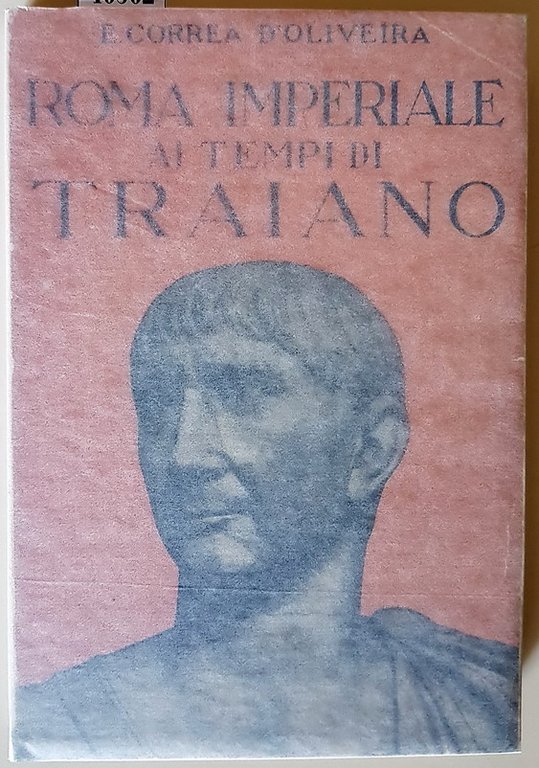 E. CORREA D'OLIVEIRA
ROMA IMPERIALE
AI TEMPI DI
TRAIANO